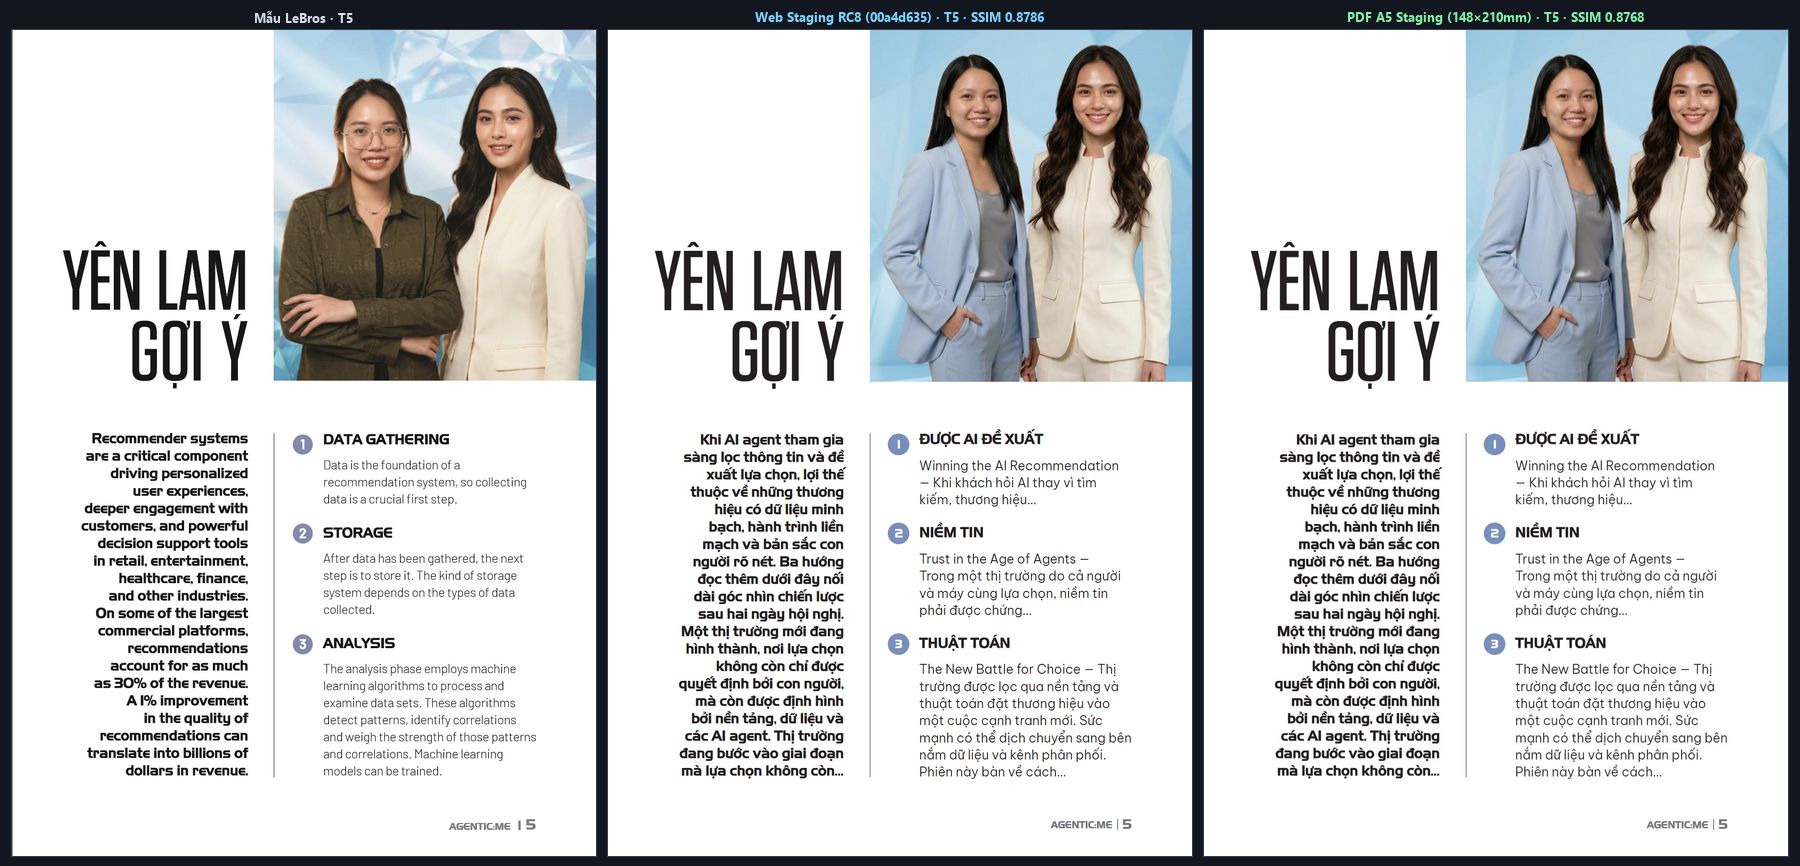 Mẫu LeBros · T5
YÊN LAM
GỢI Ý
Recommender systems
are a critical component
driving personalized
user experiences,
deeper engagement with
customers, and powerful
decision support tools
in retail, entertainment,
healthcare, finance,
and other industries.
On some of the largest
commercial platforms,
recommendations
account for as much
as 30% of the revenue.
A 1% improvement
in the quality of
recommendations can
translate into billions of
dollars in revenue.
1 DATA GATHERING
Data is the foundation of a
recommendation system, so collecting
data is a crucial first step.
2 STORAGE
After data has been gathered, the next
step is to store it. The kind of storage
system depends on the types of data
collected.
3 ANALYSIS
The analysis phase employs machine
learning algorithms to process and
examine data sets. These algorithms
detect patterns, identify correlations
and weigh the strength of those patterns
and correlations. Machine learning
models can be trained.
AGENTIC:ME | 5
Web Staging RC8 (00a4d635) · T5 · SSIM 0.8786
YÊN LAM
GỢI Ý
Khi AI agent tham gia
sàng lọc thông tin và đề
xuất lựa chọn, lợi thế
thuộc về những thương
hiệu có dữ liệu minh
bạch, hành trình liền
mạch và bản sắc con
người rõ nét. Ba hướng
đọc thêm dưới đây nối
dài góc nhìn chiến lược
sau hai ngày hội nghị.
Một thị trường mới đang
hình thành, nơi lựa chọn
không còn chỉ được
quyết định bởi con người,
mà còn được định hình
bởi nền tảng, dữ liệu và
các AI agent. Thị trường
đang bước vào giai đoạn
mà lựa chọn không còn...
1 ĐƯỢC AI ĐỀ XUẤT
Winning the AI Recommendation
– Khi khách hỏi AI thay vì tìm
kiếm, thương hiệu...
2 NIỀM TIN
Trust in the Age of Agents –
Trong một thị trường do cả người
và máy cùng lựa chọn, niềm tin
phải được chứng...
3 THUẬT TOÁN
The New Battle for Choice – Thị
trường được lọc qua nền tảng và
thuật toán đặt thương hiệu vào
một cuộc cạnh tranh mới. Sức
mạnh có thể dịch chuyển sang bên
nắm dữ liệu và kênh phân phối.
Phiên này bàn về cách...
AGENTIC:ME | 5
PDF A5 Staging (148×210mm) · T5 · SSIM 0.8768
YÊN LAM
GỢI Ý
Khi AI agent tham gia
sàng lọc thông tin và đề
xuất lựa chọn, lợi thế
thuộc về những thương
hiệu có dữ liệu minh
bạch, hành trình liền
mạch và bản sắc con
người rõ nét. Ba hướng
đọc thêm dưới đây nối
dài góc nhìn chiến lược
sau hai ngày hội nghị.
Một thị trường mới đang
hình thành, nơi lựa chọn
không còn chỉ được
quyết định bởi con người,
mà còn được định hình
bởi nền tảng, dữ liệu và
các AI agent. Thị trường
đang bước vào giai đoạn
mà lựa chọn không còn...
1 ĐƯỢC AI ĐỀ XUẤT
Winning the AI Recommendation
– Khi khách hỏi AI thay vì tìm
kiếm, thương hiệu...
2 NIỀM TIN
Trust in the Age of Agents –
Trong một thị trường do cả người
và máy cùng lựa chọn, niềm tin
phải được chứng...
3 THUẬT TOÁN
The New Battle for Choice – Thị
trường được lọc qua nền tảng và
thuật toán đặt thương hiệu vào
một cuộc cạnh tranh mới. Sức
mạnh có thể dịch chuyển sang bên
nắm dữ liệu và kênh phân phối.
Phiên này bàn về cách...
AGENTIC:ME | 5